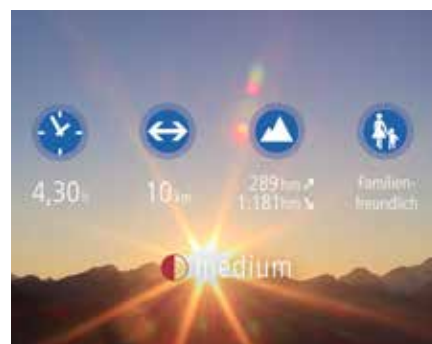 4,30 h
10 km
289 hm ↗
1.181 hm ↘
Familien-
freundlich
medium